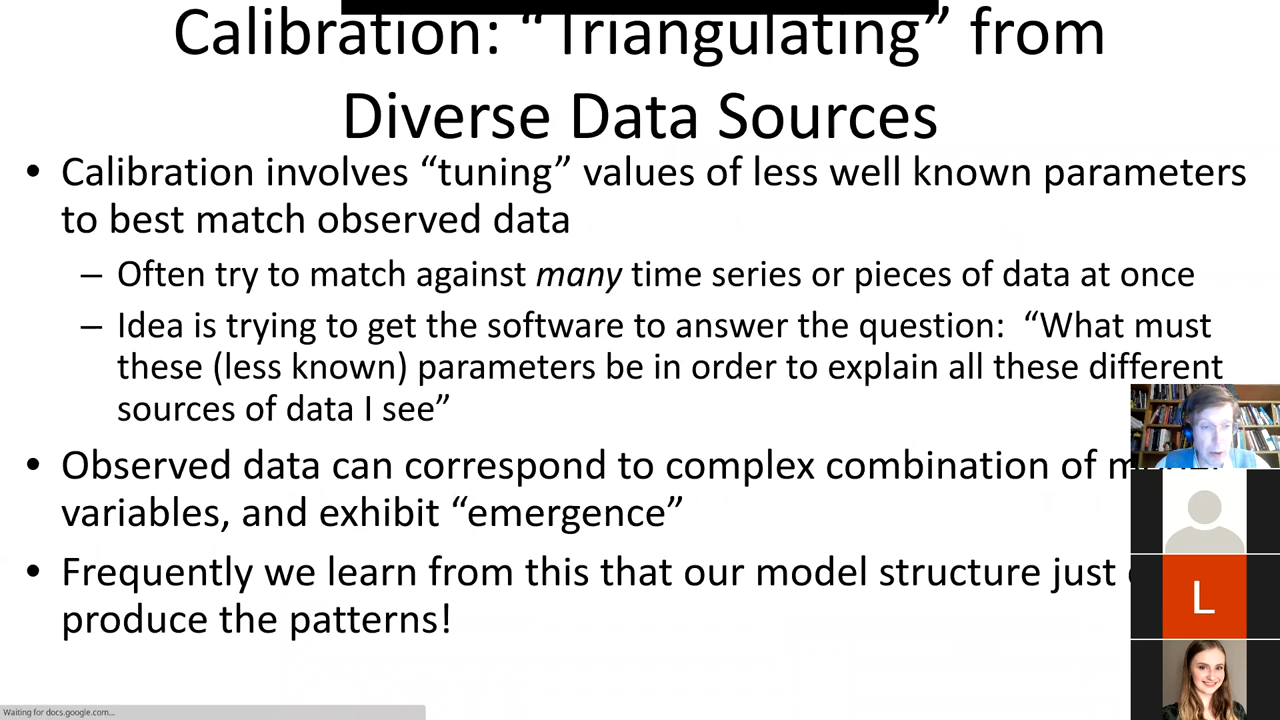 Calibration: “Triangulating” from
Diverse Data Sources
• Calibration involves “tuning” values of less well known parameters
to best match observed data
– Often try to match against many time series or pieces of data at once
– Idea is trying to get the software to answer the question: “What must
these (less known) parameters be in order to explain all these different
sources of data I see”
• Observed data can correspond to complex combination of
variables, and exhibit “emergence”
• Frequently we learn from this that our model structure just
produce the patterns!
L
Waiting for docs.google.com...